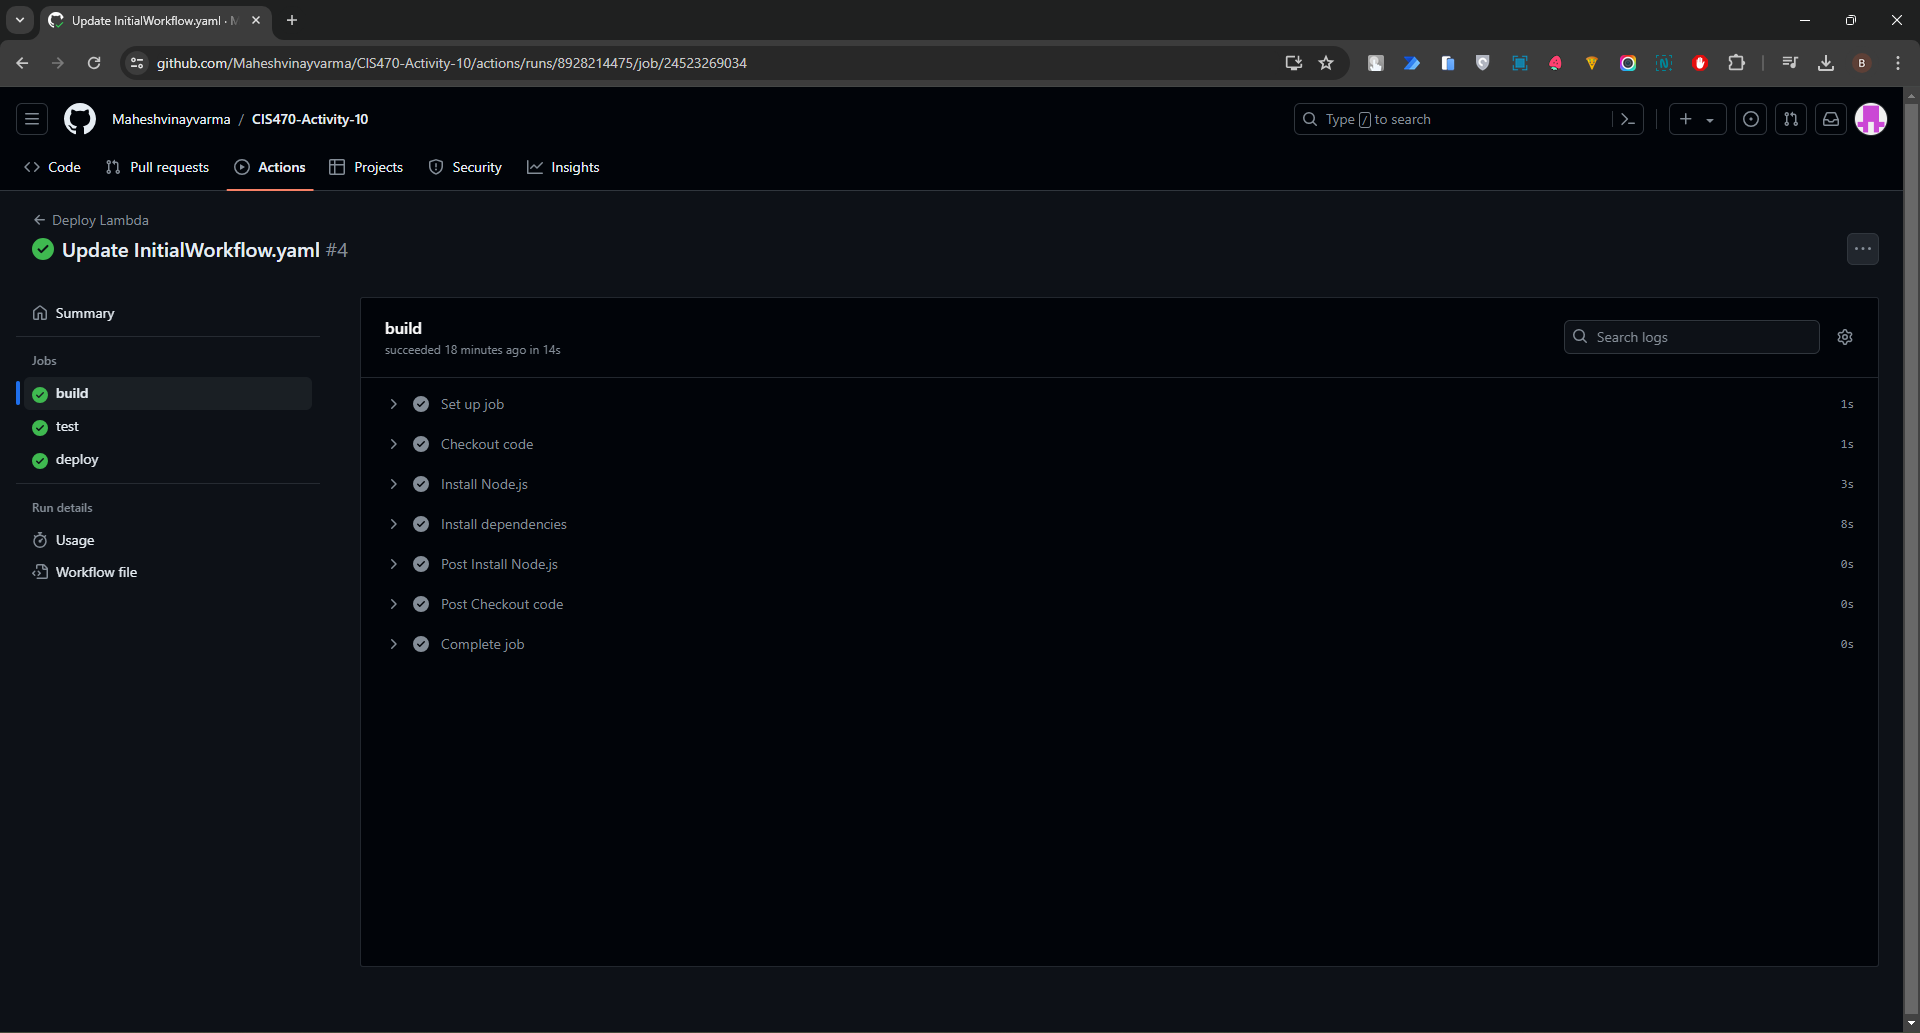 Update InitialWorkflow.yaml · M
github.com/Maheshvinayvarma/CIS470-Activity-10/actions/runs/8928214475/job/24523269034
B
Maheshvinayvarma / CIS470-Activity-10
Type / to search
Code Pull requests Actions Projects Security Insights
Deploy Lambda
Update InitialWorkflow.yaml #4
Summary
Jobs
build
test
deploy
Run details
Usage
Workflow file
build
succeeded 18 minutes ago in 14s
Search logs
Set up job 1s
Checkout code 1s
Install Node.js 3s
Install dependencies 8s
Post Install Node.js 0s
Post Checkout code 0s
Complete job 0s